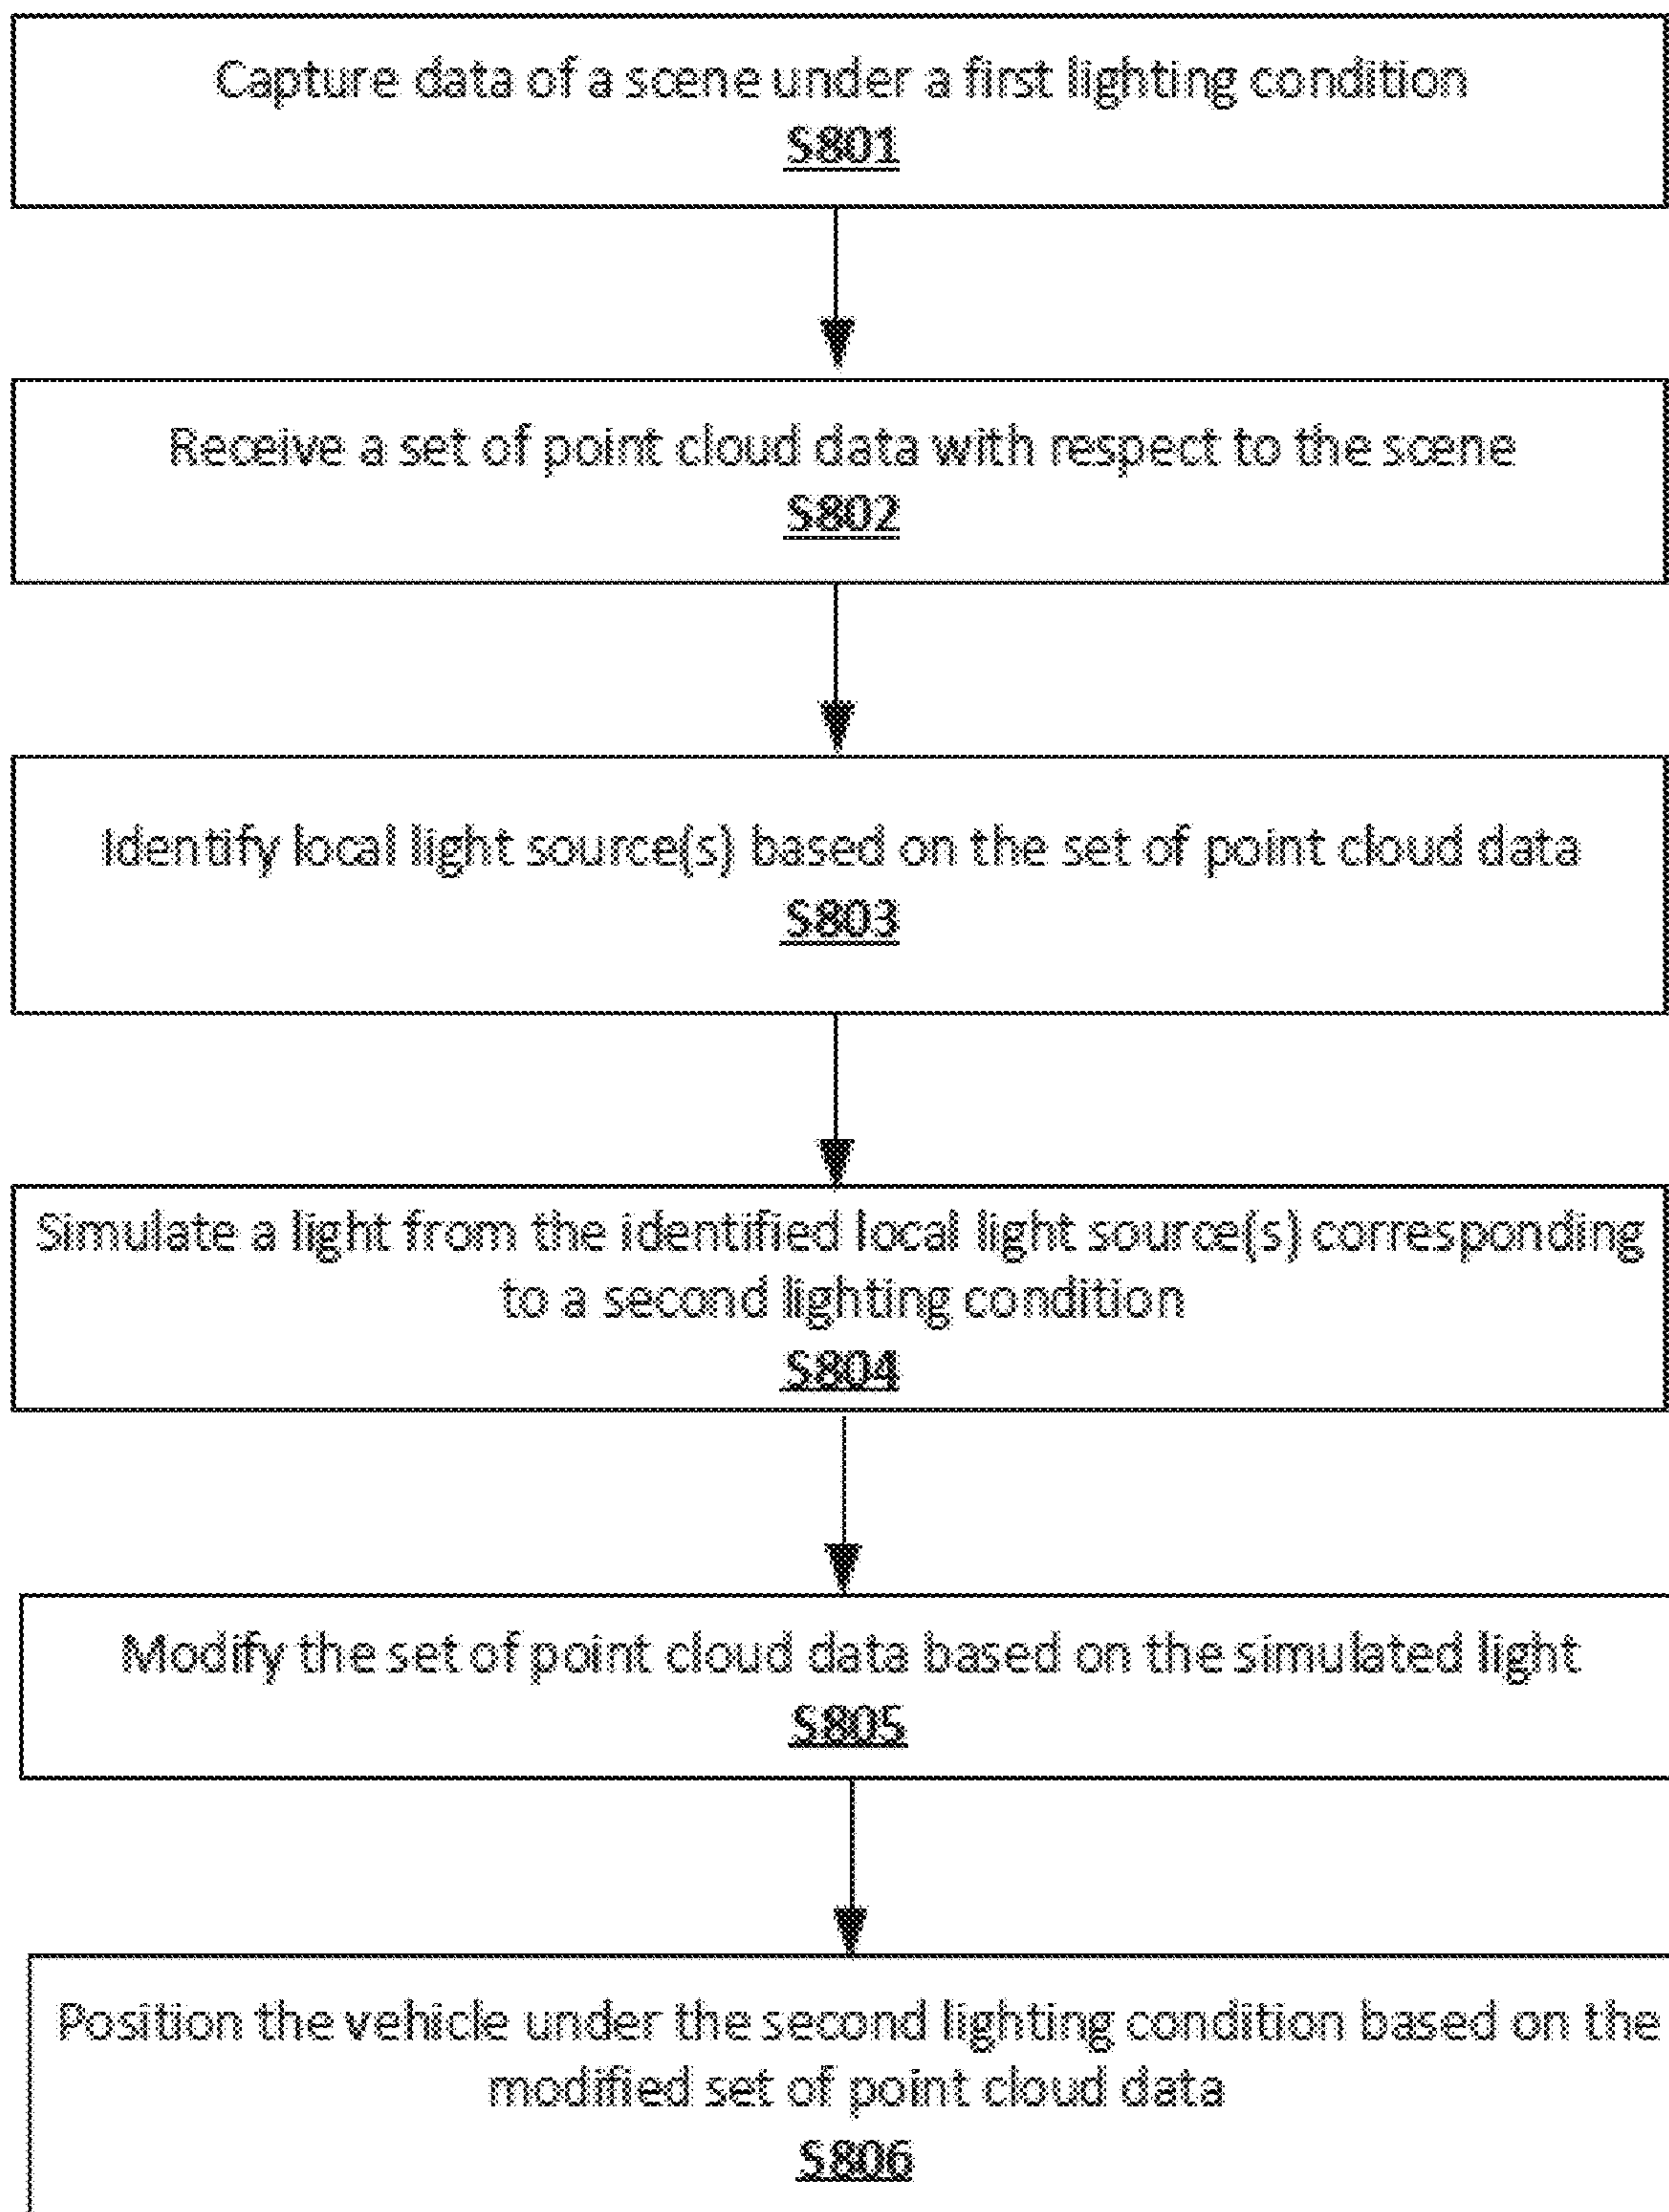 Capture data of a scene under a first lighting condition
S801
Receive a set of point cloud data with respect to the scene
S802
Identify local light source(s) based on the set of point cloud data
S803
Simulate a light from the identified local light source(s) corresponding
to a second lighting condition
S804
Modify the set of point cloud data based on the simulated light
S805
Position the vehicle under the second lighting condition based on the
modified set of point cloud data
S806